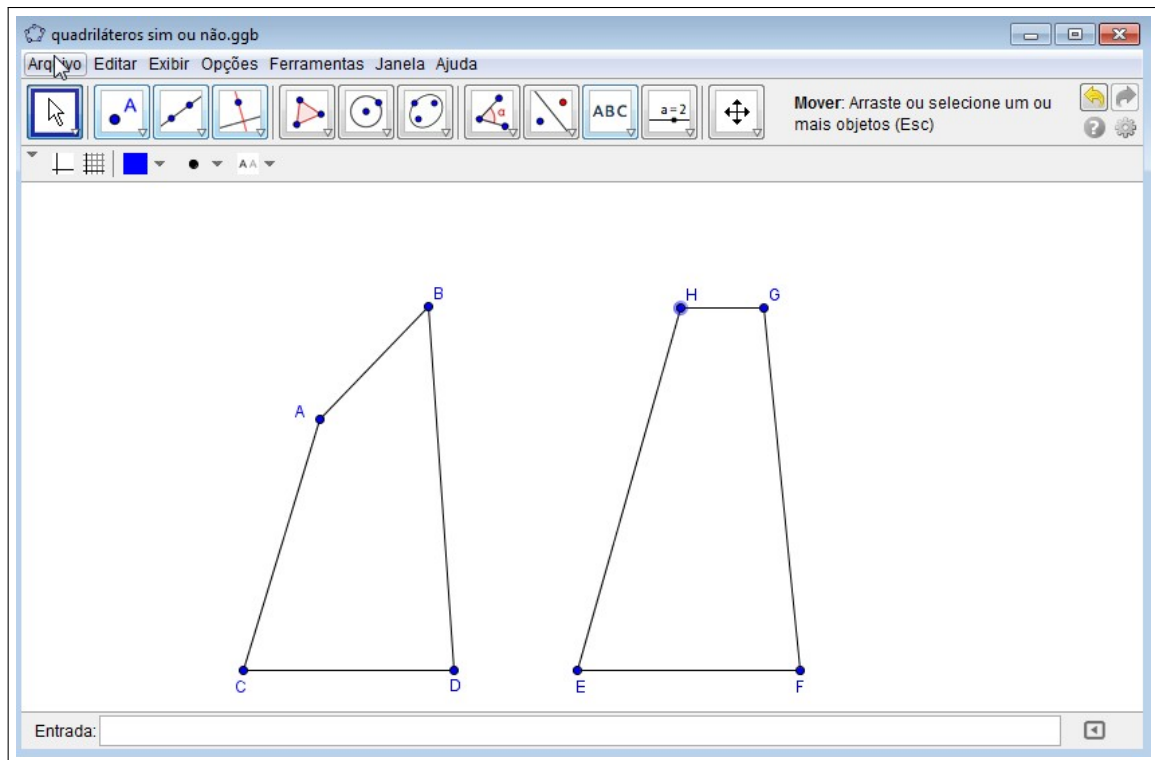 quadriláteros sim ou não.ggb
Arquivo Editar Exibir Opções Ferramentas Janela Ajuda
A
α
ABC
a=2
Mover: Arraste ou selecione um ou
mais objetos (Esc)
AA
B
H
G
A
C
D
E
F
Entrada: